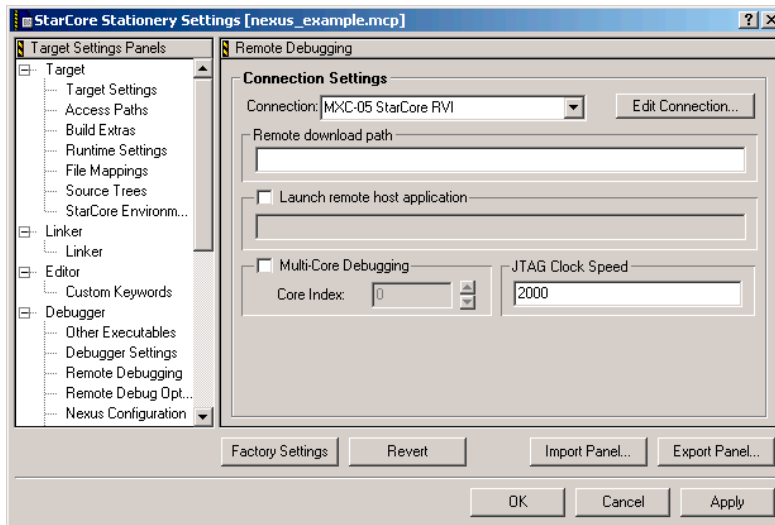 StarCore Stationery Settings [nexus_example.mcp]
Target Settings Panels
Target
Target Settings
Access Paths
Build Extras
Runtime Settings
File Mappings
Source Trees
StarCore Environm...
Linker
Linker
Editor
Custom Keywords
Debugger
Other Executables
Debugger Settings
Remote Debugging
Remote Debug Opt...
Nexus Configuration
Remote Debugging
Connection Settings
Connection: MXC-05 StarCore RVI
Edit Connection...
Remote download path
Launch remote host application
Multi-Core Debugging
Core Index: 0
JTAG Clock Speed
2000
Factory Settings
Revert
Import Panel...
Export Panel...
OK
Cancel
Apply